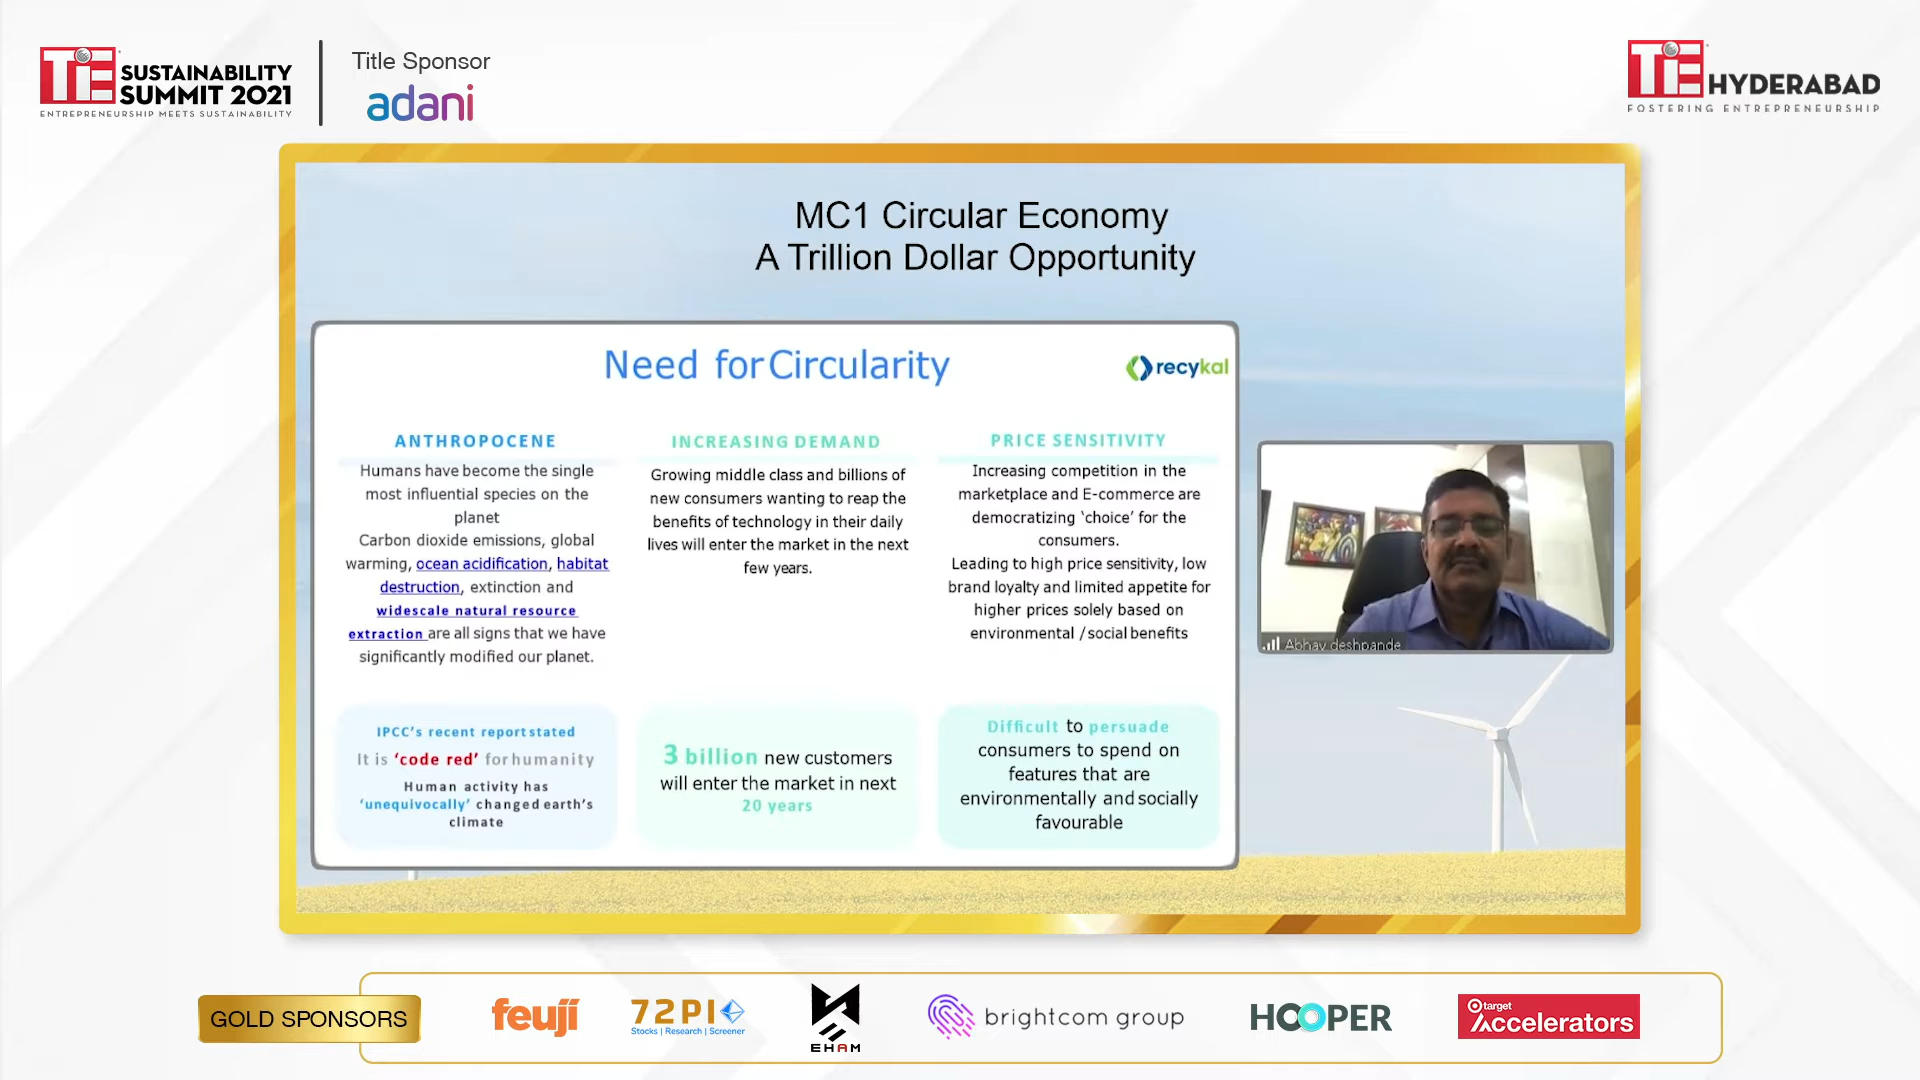 TiE SUSTAINABILITY
SUMMIT 2021
ENTREPRENEURSHIP MEETS SUSTAINABILITY
Title Sponsor
adani
TiE HYDERABAD
FOSTERING ENTREPRENEURSHIP
MC1 Circular Economy
A Trillion Dollar Opportunity
Need for Circularity
recykal
ANTHROPOCENE
Humans have become the single
most influential species on the
planet
Carbon dioxide emissions, global
warming, ocean acidification, habitat
destruction, extinction and
widescale natural resource
extraction are all signs that we have
significantly modified our planet.
IPCC's recent report stated
It is ‘code red’ for humanity
Human activity has
‘unequivocally’ changed earth's
climate
INCREASING DEMAND
Growing middle class and billions of
new consumers wanting to reap the
benefits of technology in their daily
lives will enter the market in the next
few years.
3 billion new customers
will enter the market in next
20 years
PRICE SENSITIVITY
Increasing competition in the
marketplace and E-commerce are
democratizing ‘choice’ for the
consumers.
Leading to high price sensitivity, low
brand loyalty and limited appetite for
higher prices solely based on
environmental / social benefits
Difficult to persuade
consumers to spend on
features that are
environmentally and socially
favourable
Abhay deshpande
GOLD SPONSORS
feuji
72PI
Stocks | Research | Screener
EHAM
brightcom group
HOOPER
target
Accelerators